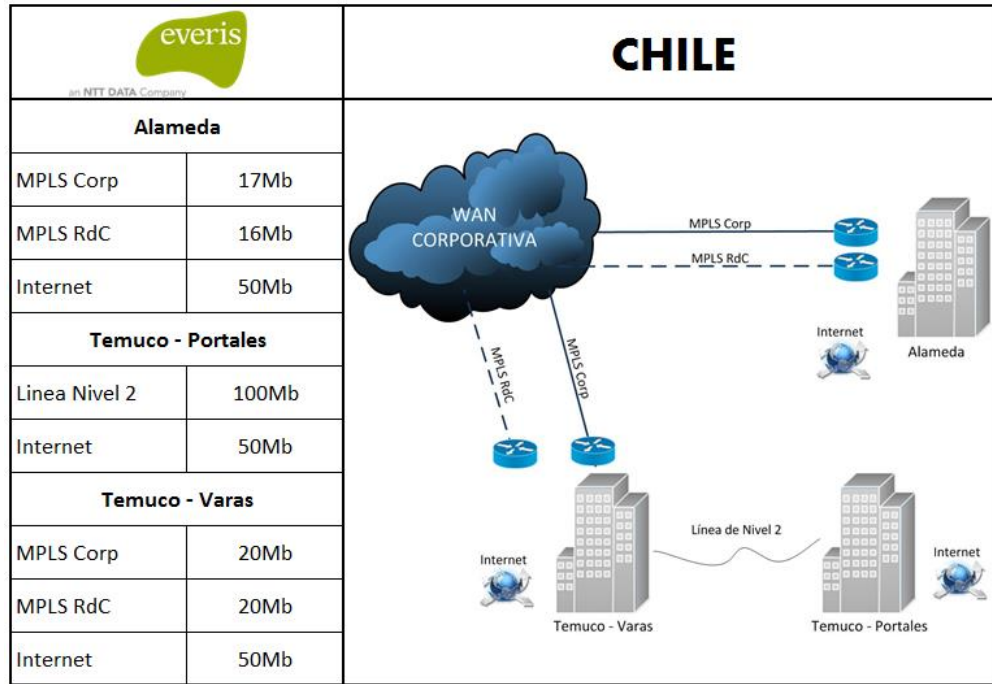 everis
an NTT DATA Company
CHILE
Alameda
MPLS Corp 17Mb
MPLS RdC 16Mb
Internet 50Mb
Temuco - Portales
Linea Nivel 2 100Mb
Internet 50Mb
Temuco - Varas
MPLS Corp 20Mb
MPLS RdC 20Mb
Internet 50Mb
WAN
CORPORATIVA
MPLS Corp
MPLS RdC
Internet
Alameda
MPLS RdC
MPLS Corp
Línea de Nivel 2
Internet
Internet
Temuco - Varas
Temuco - Portales